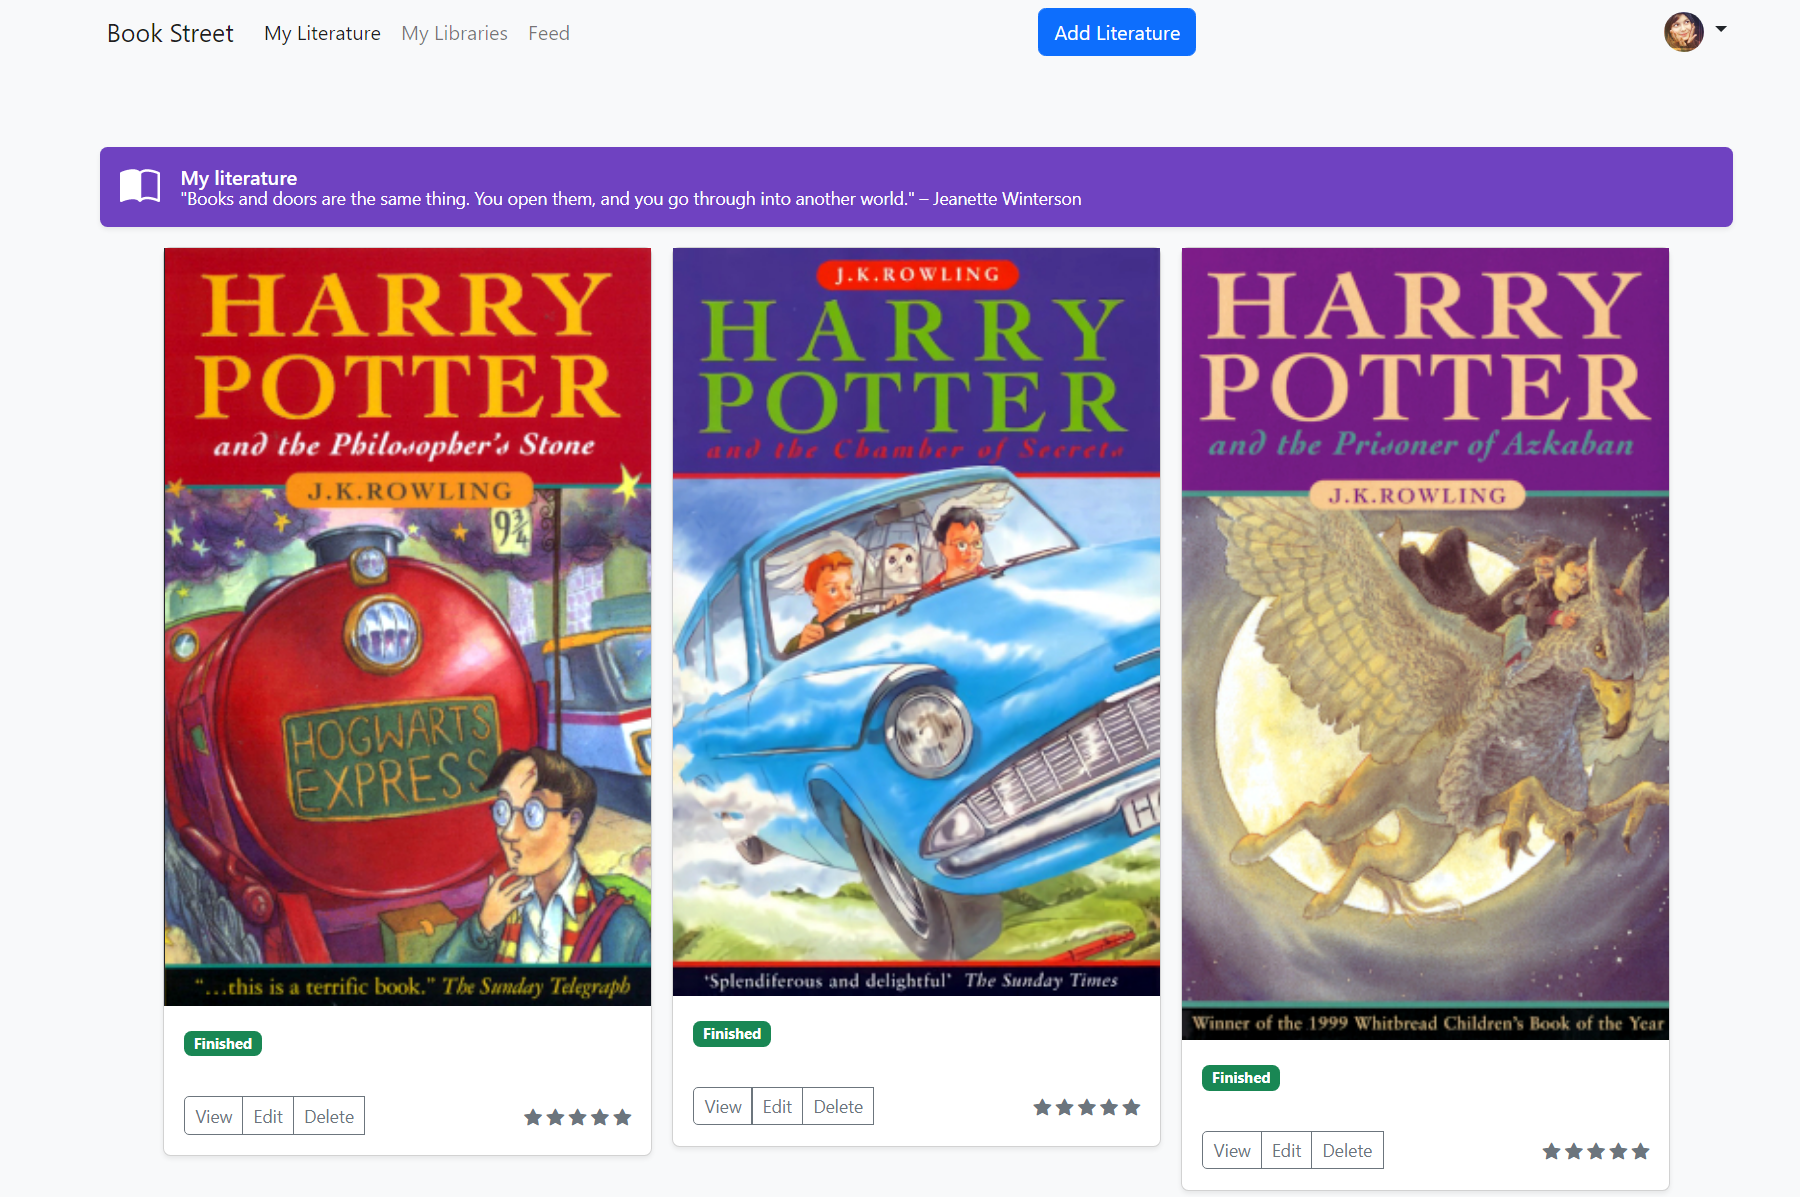 Book Street
My Literature
My Libraries
Feed
Add Literature
My literature
"Books and doors are the same thing. You open them, and you go through into another world." – Jeanette Winterson
HARRY
POTTER
and the Philosopher's Stone
J.K.ROWLING
9¾
HOGWARTS
EXPRESS
"...this is a terrific book." The Sunday Telegraph
Finished
View
Edit
Delete
J.K.ROWLING
HARRY
POTTER
and the Chamber of Secrets
'Splendiferous and delightful' The Sunday Times
Finished
View
Edit
Delete
HARRY
POTTER
and the Prisoner of Azkaban
J.K.ROWLING
Winner of the 1999 Whitbread Children's Book of the Year
Finished
View
Edit
Delete